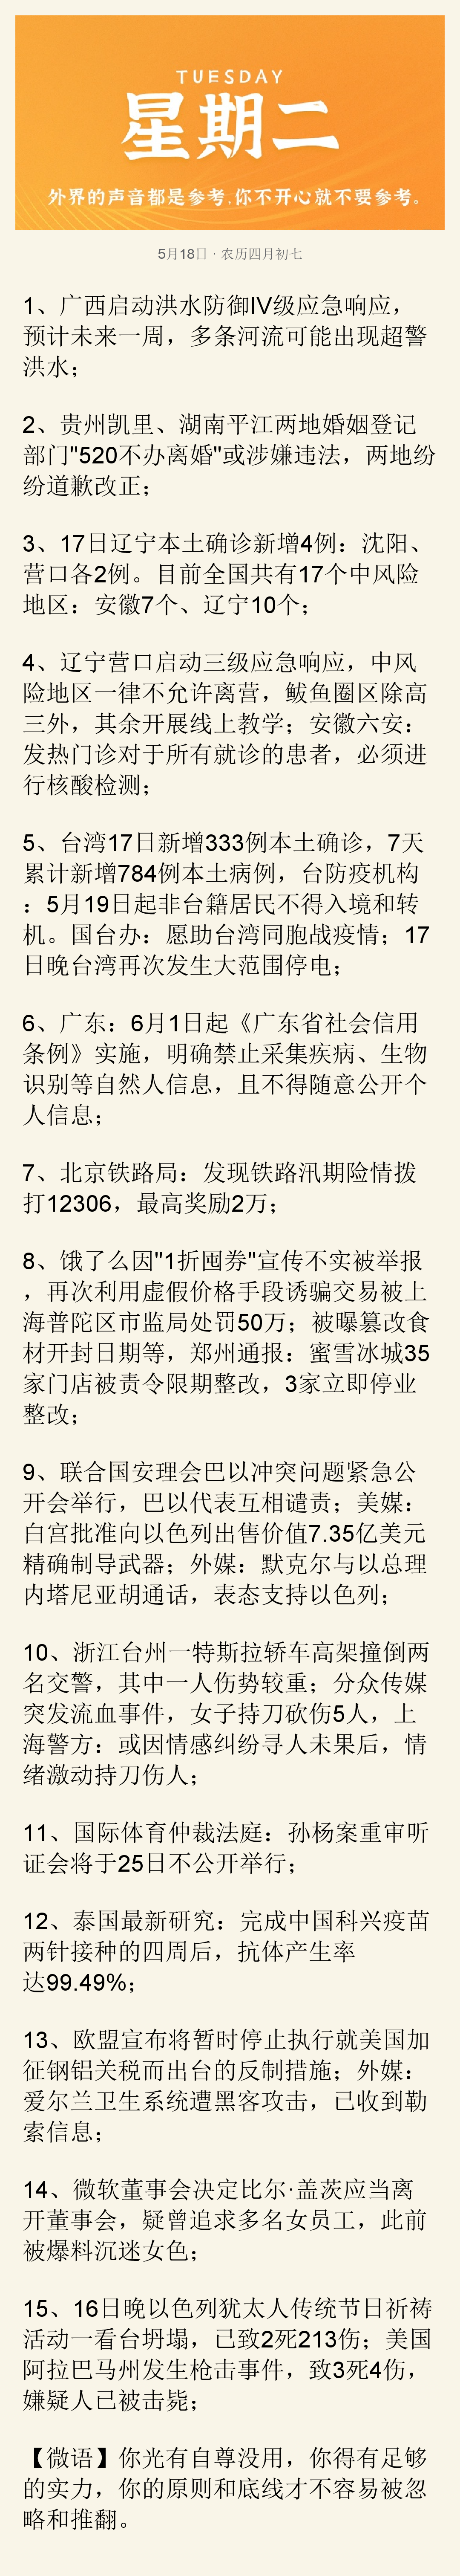 TUESDAY
星期二
外界的声音都是参考,你不开心就不要参考。
5月18日 · 农历四月初七
1、广西启动洪水防御IV级应急响应，
预计未来一周，多条河流可能出现超警
洪水；
2、贵州凯里、湖南平江两地婚姻登记
部门"520不办离婚"或涉嫌违法，两地纷
纷道歉改正；
3、17日辽宁本土确诊新增4例：沈阳、
营口各2例。目前全国共有17个中风险
地区：安徽7个、辽宁10个；
4、辽宁营口启动三级应急响应，中风
险地区一律不允许离营，鲅鱼圈区除高
三外，其余开展线上教学；安徽六安：
发热门诊对于所有就诊的患者，必须进
行核酸检测；
5、台湾17日新增333例本土确诊，7天
累计新增784例本土病例，台防疫机构
：5月19日起非台籍居民不得入境和转
机。国台办：愿助台湾同胞战疫情；17
日晚台湾再次发生大范围停电；
6、广东：6月1日起《广东省社会信用
条例》实施，明确禁止采集疾病、生物
识别等自然人信息，且不得随意公开个
人信息；
7、北京铁路局：发现铁路汛期险情拨
打12306，最高奖励2万；
8、饿了么因"1折囤券"宣传不实被举报
，再次利用虚假价格手段诱骗交易被上
海普陀区市监局处罚50万；被曝篡改食
材开封日期等，郑州通报：蜜雪冰城35
家门店被责令限期整改，3家立即停业
整改；
9、联合国安理会巴以冲突问题紧急公
开会举行，巴以代表互相谴责；美媒：
白宫批准向以色列出售价值7.35亿美元
精确制导武器；外媒：默克尔与以总理
内塔尼亚胡通话，表态支持以色列；
10、浙江台州一特斯拉轿车高架撞倒两
名交警，其中一人伤势较重；分众传媒
突发流血事件，女子持刀砍伤5人，上
海警方：或因情感纠纷寻人未果后，情
绪激动持刀伤人；
11、国际体育仲裁法庭：孙杨案重审听
证会将于25日不公开举行；
12、泰国最新研究：完成中国科兴疫苗
两针接种的四周后，抗体产生率
达99.49%；
13、欧盟宣布将暂时停止执行就美国加
征钢铝关税而出台的反制措施；外媒：
爱尔兰卫生系统遭黑客攻击，已收到勒
索信息；
14、微软董事会决定比尔·盖茨应当离
开董事会，疑曾追求多名女员工，此前
被爆料沉迷女色；
15、16日晚以色列犹太人传统节日祈祷
活动一看台坍塌，已致2死213伤；美国
阿拉巴马州发生枪击事件，致3死4伤，
嫌疑人已被击毙；
【微语】你光有自尊没用，你得有足够
的实力，你的原则和底线才不容易被忽
略和推翻。